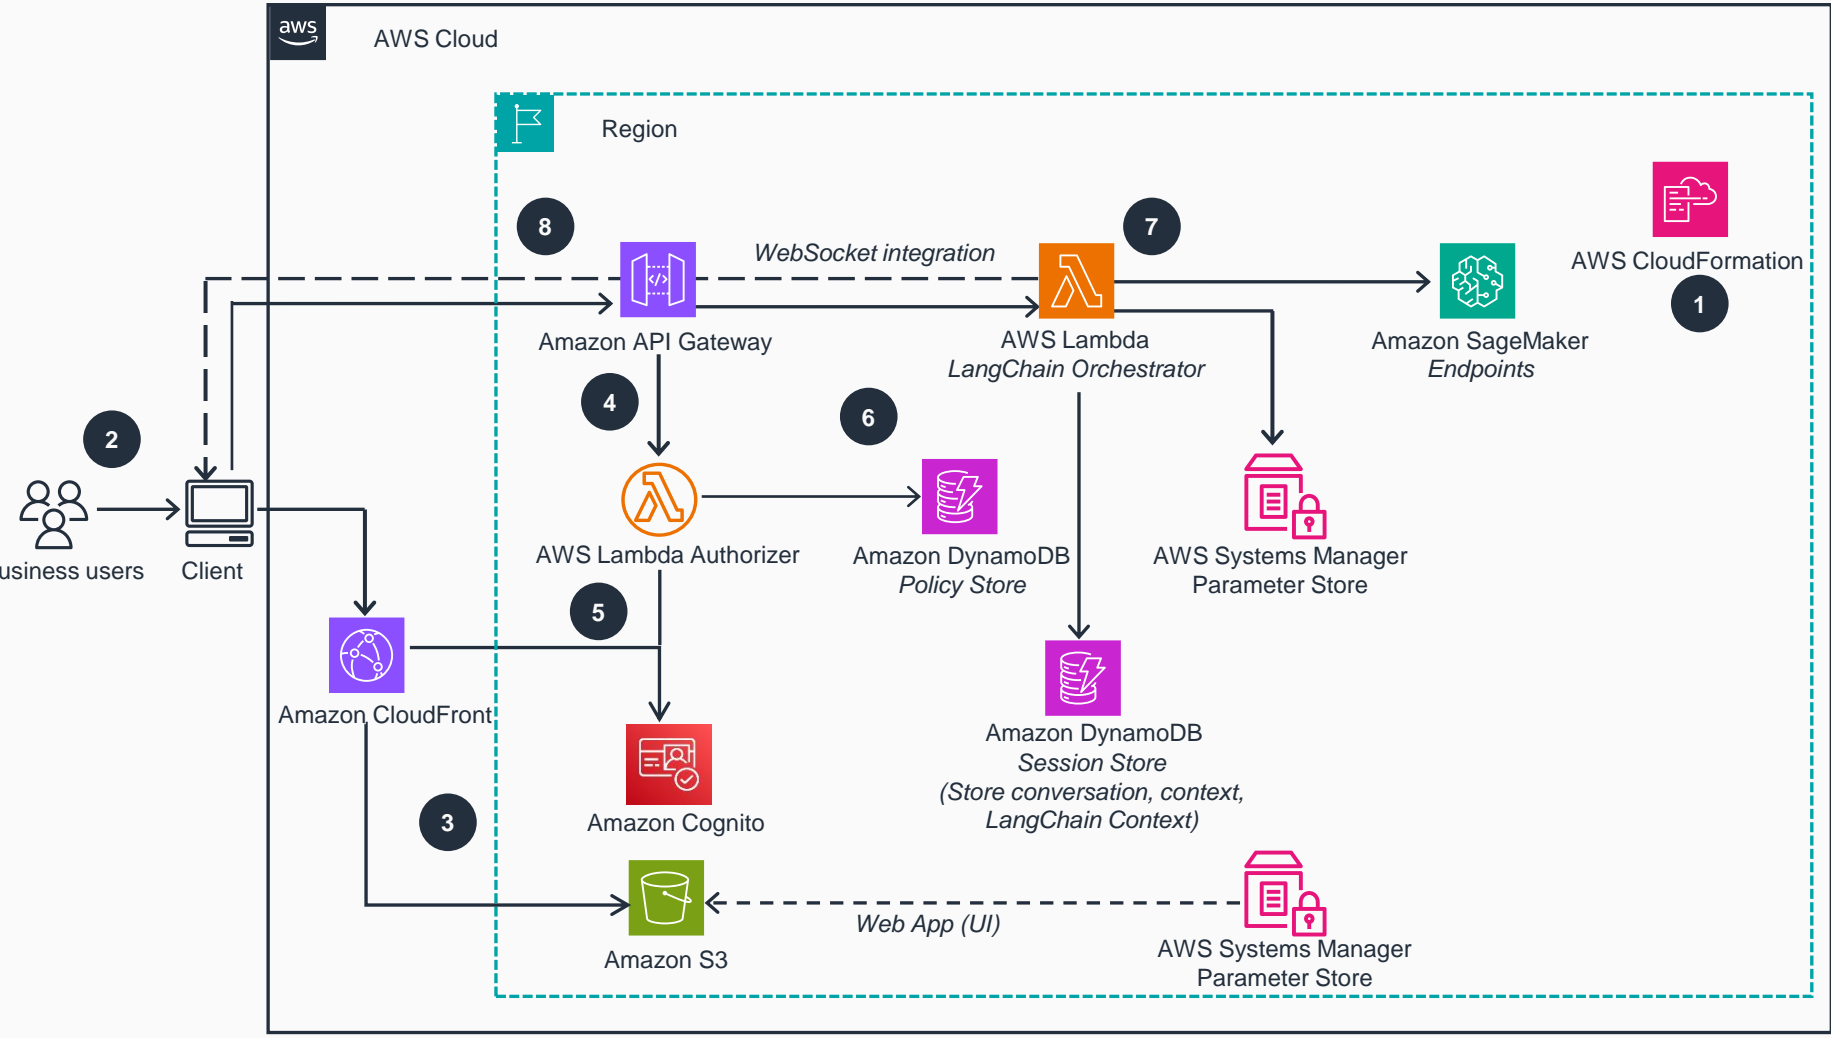 aws
AWS Cloud
Region
8
WebSocket integration
7
AWS CloudFormation
1
Amazon API Gateway
AWS Lambda
LangChain Orchestrator
Amazon SageMaker
Endpoints
4
6
2
usiness users
Client
AWS Lambda Authorizer
Amazon DynamoDB
Policy Store
AWS Systems Manager
Parameter Store
5
Amazon CloudFront
Amazon DynamoDB
Session Store
(Store conversation, context,
LangChain Context)
3
Amazon Cognito
Web App (UI)
Amazon S3
AWS Systems Manager
Parameter Store